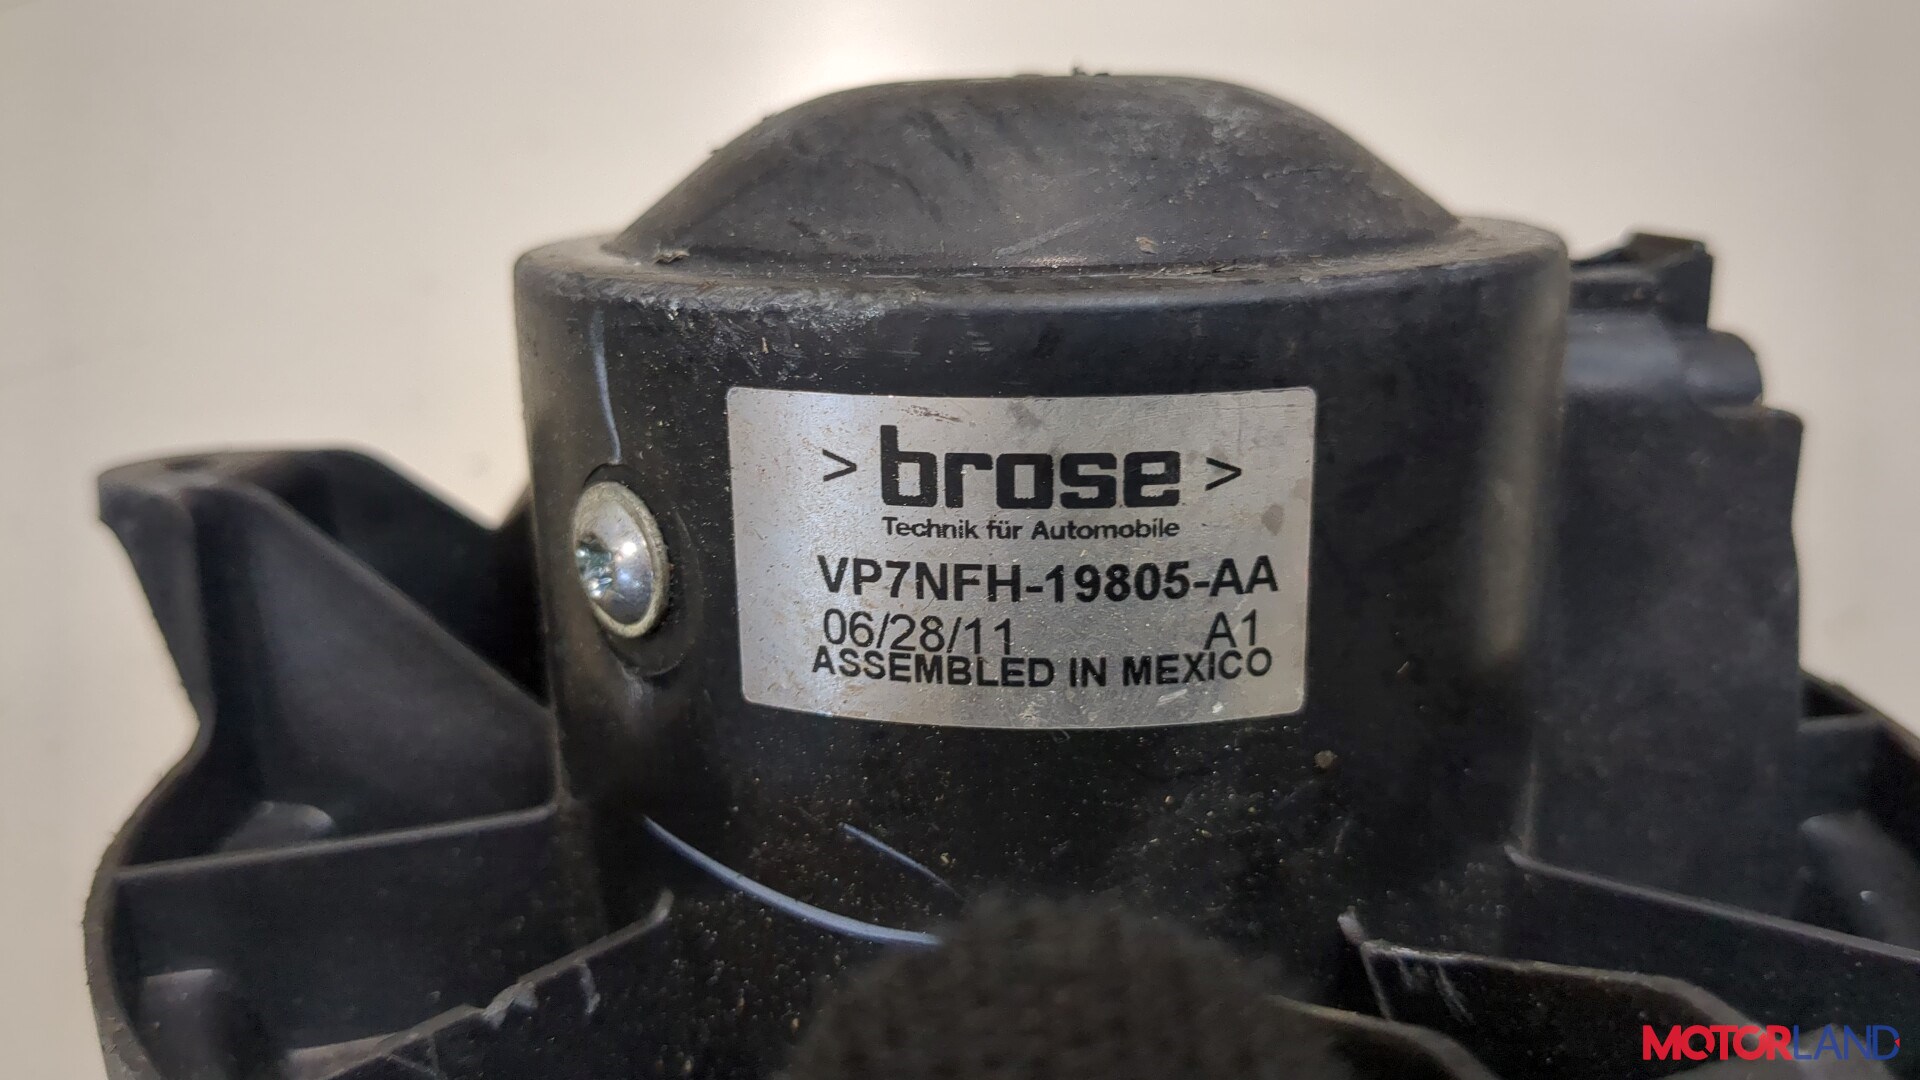 > brose >
Technik für Automobile
VP7NFH-19805-AA
06/28/11 A1
ASSEMBLED IN MEXICO
MOTORLAND